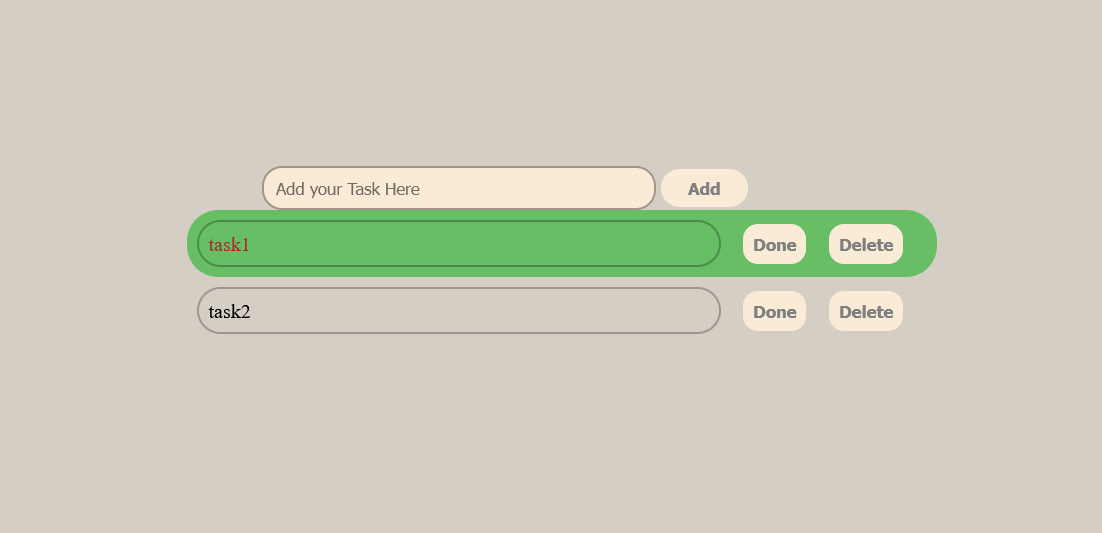 Add your Task Here Add
task1 Done Delete
task2 Done Delete